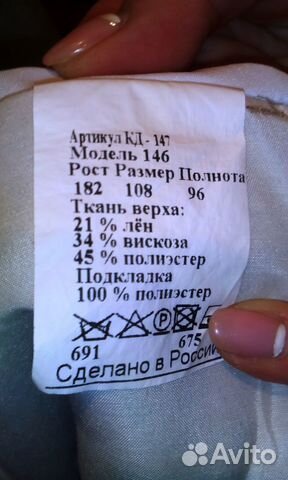 Артикул КД - 147
Модель 146
Рост Размер Полнота
182 108 96
Ткань верха:
21 % лён
34 % вискоза
45 % полиэстер
Подкладка
100 % полиэстер
P
691 675
Сделано в России
Avito